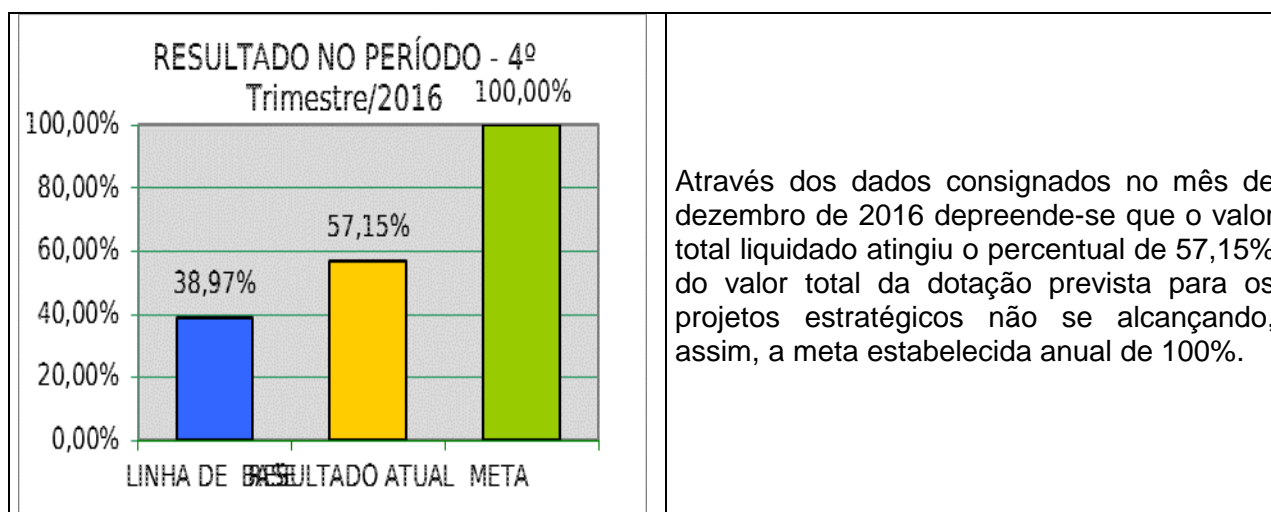 RESULTADO NO PERÍODO - 4º
Trimestre/2016
100,00%
100,00%
80,00%
60,00%
40,00%
20,00%
0,00%
38,97%
57,15%
LINHA DE BASE
RESULTADO ATUAL
META
Através dos dados consignados no mês de
dezembro de 2016 depreende-se que o valor
total liquidado atingiu o percentual de 57,15%
do valor total da dotação prevista para os
projetos estratégicos não se alcançando,
assim, a meta estabelecida anual de 100%.